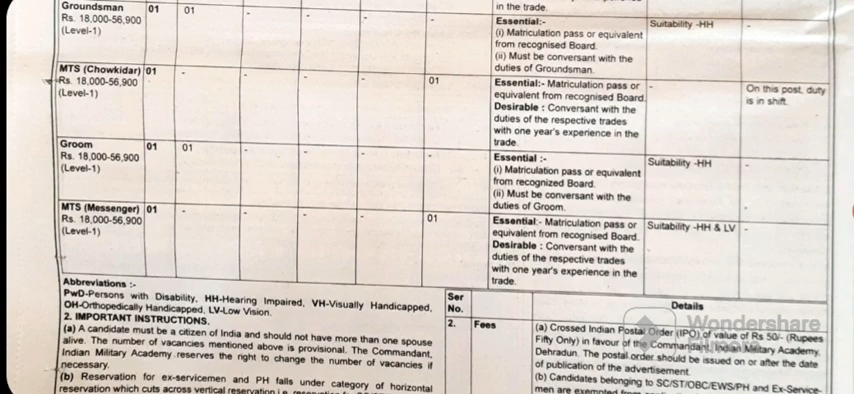 in the trade.
Groundsman 01 01 - - - - Essential:- Suitability -HH -
Rs. 18,000-56,900 (i) Matriculation pass or equivalent
(Level-1) from recognised Board.
(ii) Must be conversant with the
duties of Groundsman.
MTS (Chowkidar) 01 - - - - 01 Essential:- Matriculation pass or - On this post, duty
Rs. 18,000-56,900 equivalent from recognised Board. is in shift.
(Level-1) Desirable : Conversant with the
duties of the respective trades
with one year's experience in the
trade.
Groom 01 01 - - - - Essential :- Suitability -HH -
Rs. 18,000-56,900 (i) Matriculation pass or equivalent
(Level-1) from recognized Board.
(ii) Must be conversant with the
duties of Groom.
MTS (Messenger) 01 - - - - 01 Essential:- Matriculation pass or Suitability -HH & LV -
Rs. 18,000-56,900 equivalent from recognised Board.
(Level-1) Desirable : Conversant with the
duties of the respective trades
with one year's experience in the
trade.
Abbreviations :-
PwD-Persons with Disability, HH-Hearing Impaired, VH-Visually Handicapped,
OH-Orthopedically Handicapped, LV-Low Vision.
2. IMPORTANT INSTRUCTIONS.
(a) A candidate must be a citizen of India and should not have more than one spouse
alive. The number of vacancies mentioned above is provisional. The Commandant,
Indian Military Academy reserves the right to change the number of vacancies if
necessary.
(b) Reservation for ex-servicemen and PH falls under category of horizontal
reservation which cuts across vertical reservation i.e.
Ser
No. Details
2. Fees (a) Crossed Indian Postal Order (IPO) of value of Rs 50/- (Rupees
Fifty Only) in favour of the Commandant, Indian Military Academy,
Dehradun. The postal order should be issued on or after the date
of publication of the advertisement.
(b) Candidates belonging to SC/ST/OBC/EWS/PH and Ex-Service-
men are exempted from
Wondershare